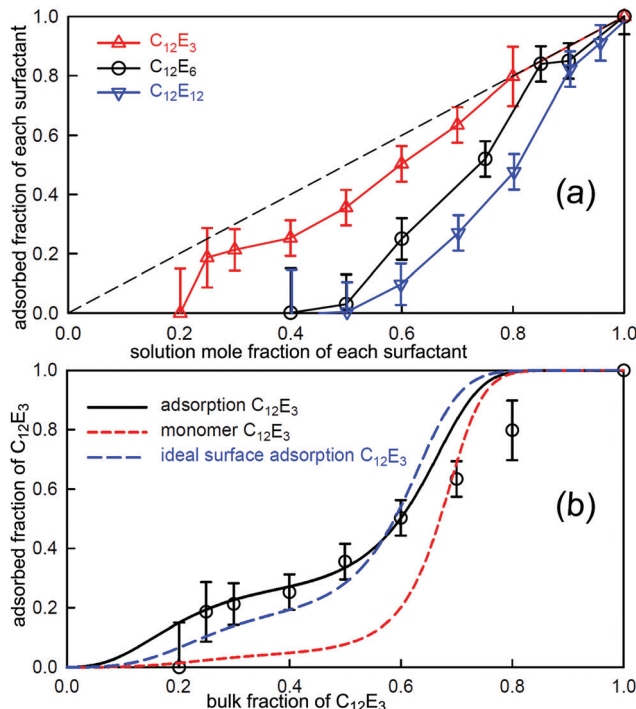 1.0
0.8
0.6
0.4
0.2
0.0
adsorbed fraction of each surfactant
C₁₂E₃
C₁₂E₆
C₁₂E₁₂
(a)
0.0 0.2 0.4 0.6 0.8 1.0
solution mole fraction of each surfactant
1.0
0.8
0.6
0.4
0.2
0.0
adsorbed fraction of C₁₂E₃
adsorption C₁₂E₃
monomer C₁₂E₃
ideal surface adsorption C₁₂E₃
(b)
0.0 0.2 0.4 0.6 0.8 1.0
bulk fraction of C₁₂E₃